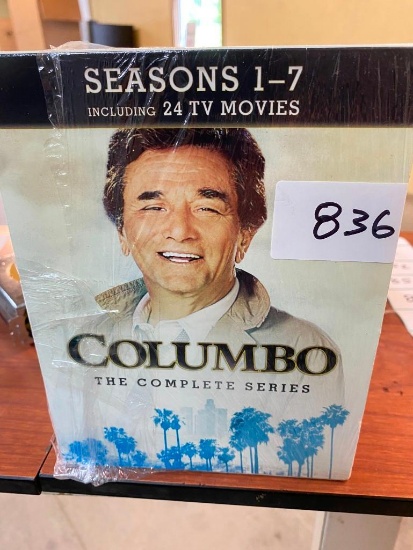 SEASONS 1–7
INCLUDING 24 TV MOVIES
836
COLUMBO
THE COMPLETE SERIES